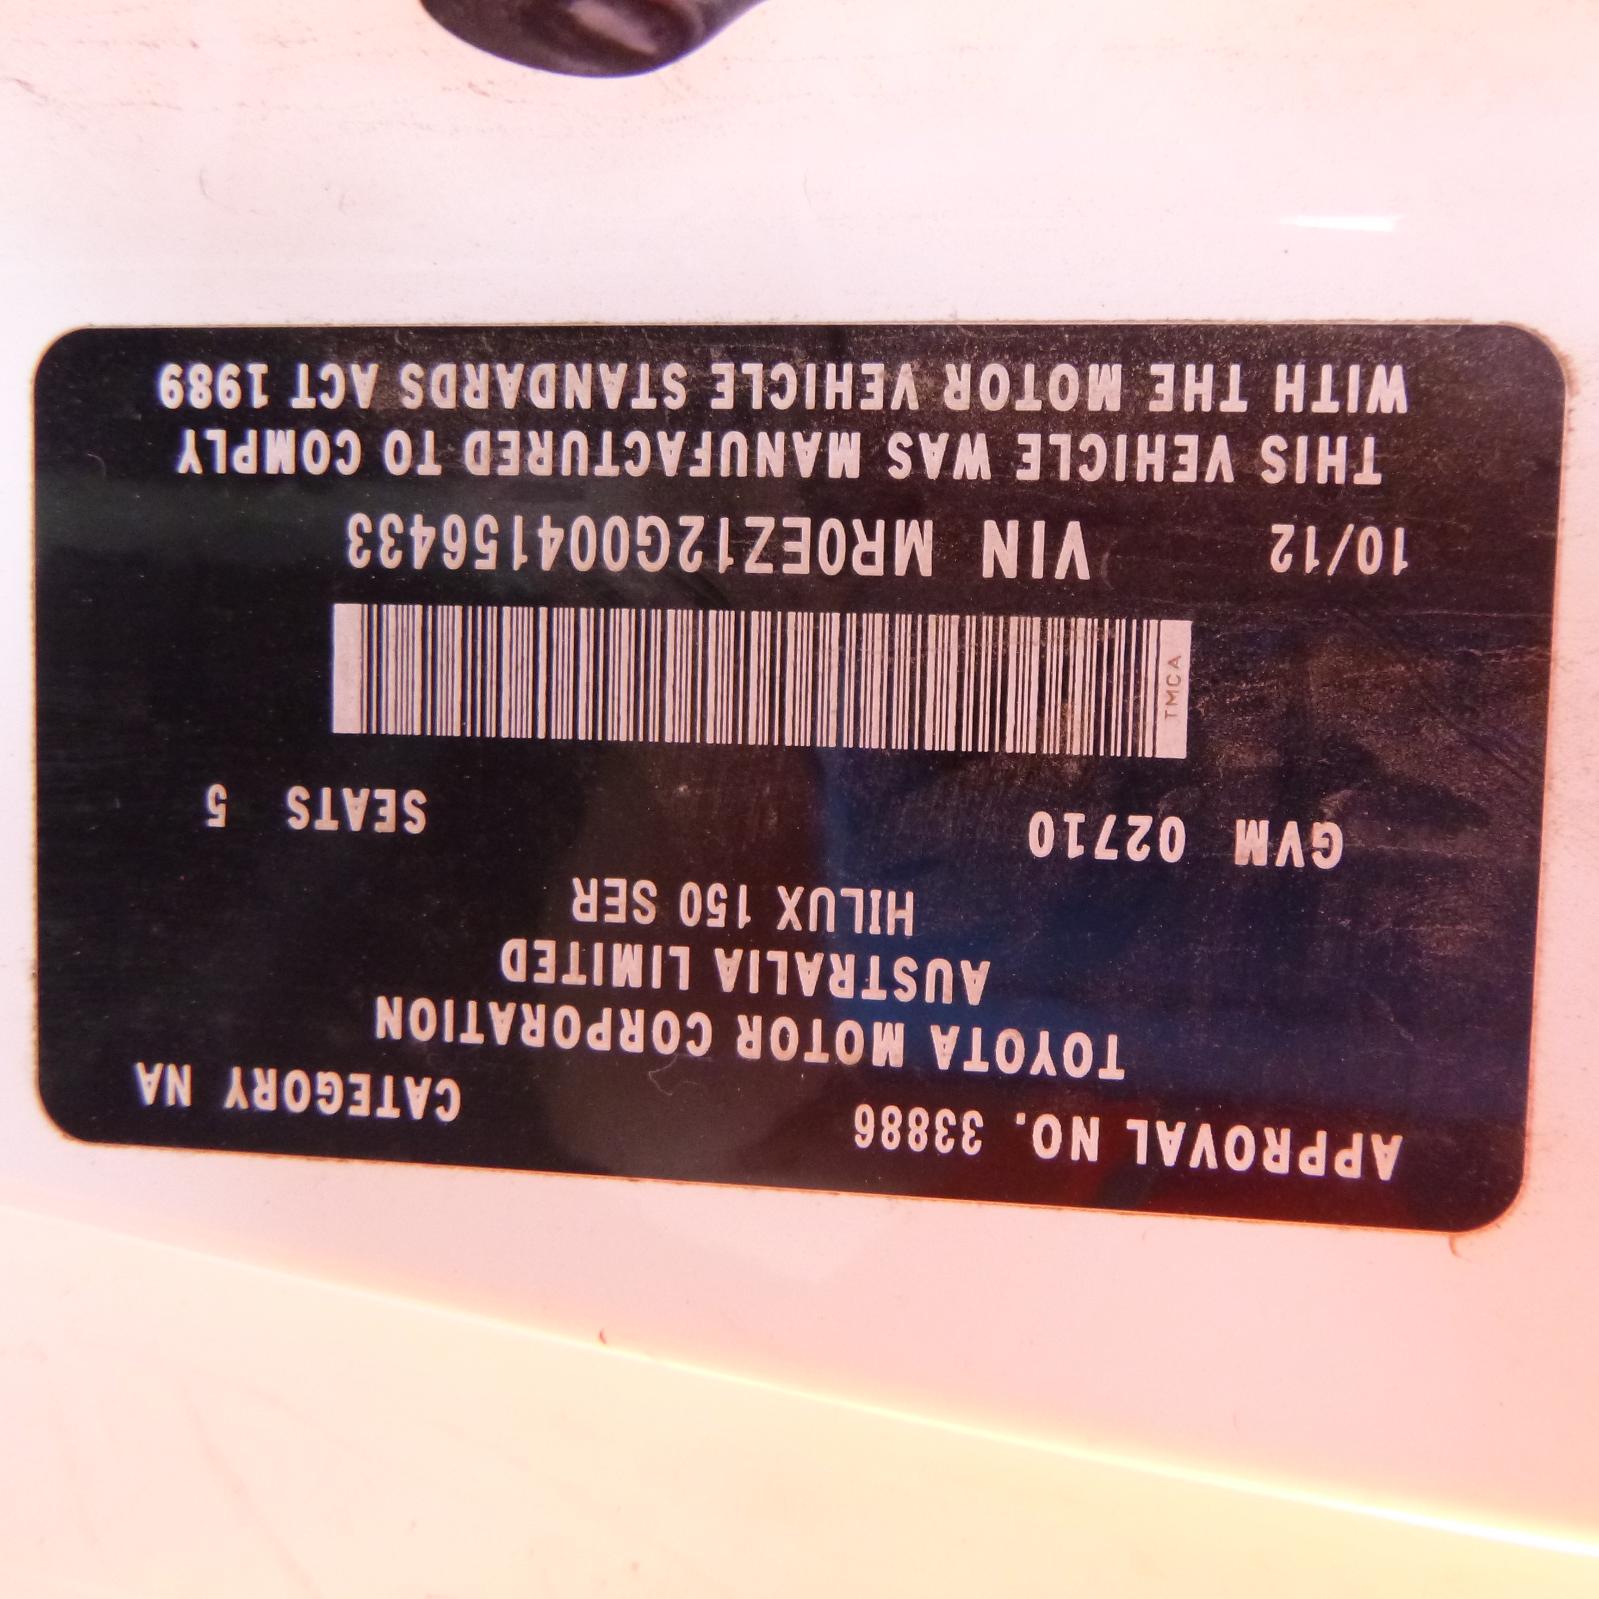 APPROVAL NO. 33886 CATEGORY NA
TOYOTA MOTOR CORPORATION
AUSTRALIA LIMITED
HILUX 150 SER
GVM 02710 SEATS 5
TMCA
10/12 VIN MR0EZ12G004156433
THIS VEHICLE WAS MANUFACTURED TO COMPLY
WITH THE MOTOR VEHICLE STANDARDS ACT 1989